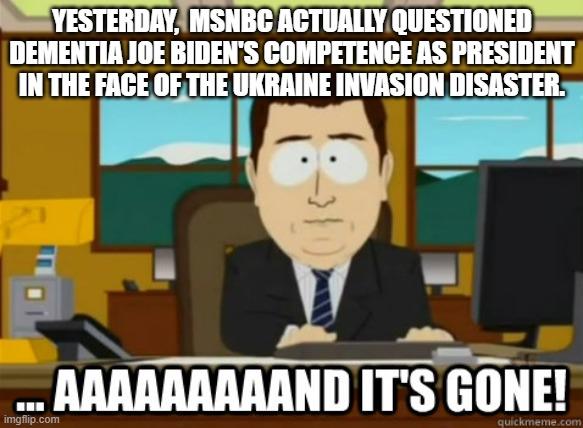 YESTERDAY,  MSNBC ACTUALLY QUESTIONED
DEMENTIA JOE BIDEN'S COMPETENCE AS PRESIDENT
IN THE FACE OF THE UKRAINE INVASION DISASTER.
... AAAAAAAAAAND IT'S GONE!
imgflip.com
quickmeme.com